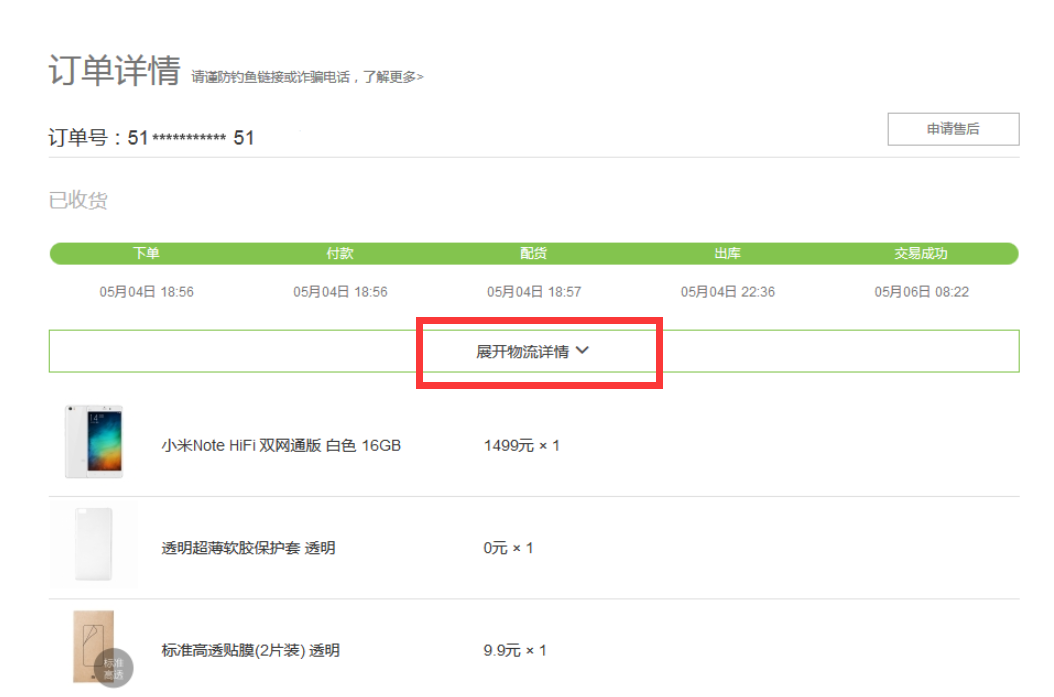 订单详情 请谨防钓鱼链接或诈骗电话，了解更多>
订单号：51*********** 51
申请售后
已收货
下单 付款 配货 出库 交易成功
05月04日 18:56 05月04日 18:56 05月04日 18:57 05月04日 22:36 05月06日 08:22
展开物流详情
小米Note HiFi 双网通版 白色 16GB 1499元 × 1
透明超薄软胶保护套 透明 0元 × 1
标准高透贴膜(2片装) 透明 9.9元 × 1
标准
高透